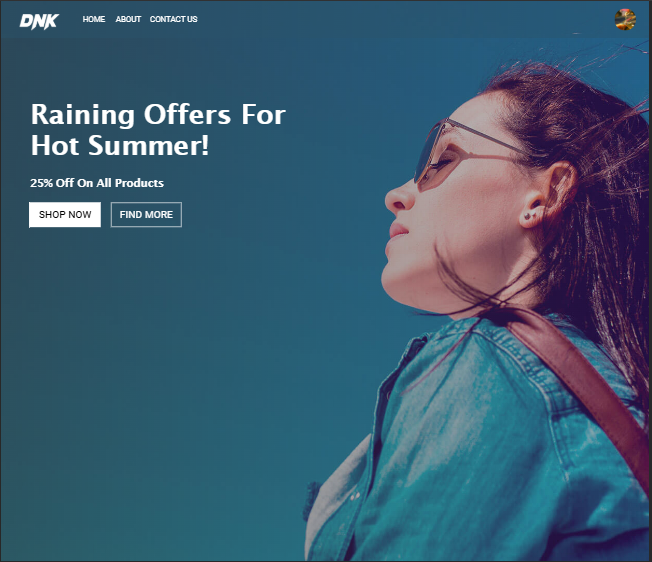 DNK HOME ABOUT CONTACT US
Raining Offers For
Hot Summer!
25% Off On All Products
SHOP NOW FIND MORE